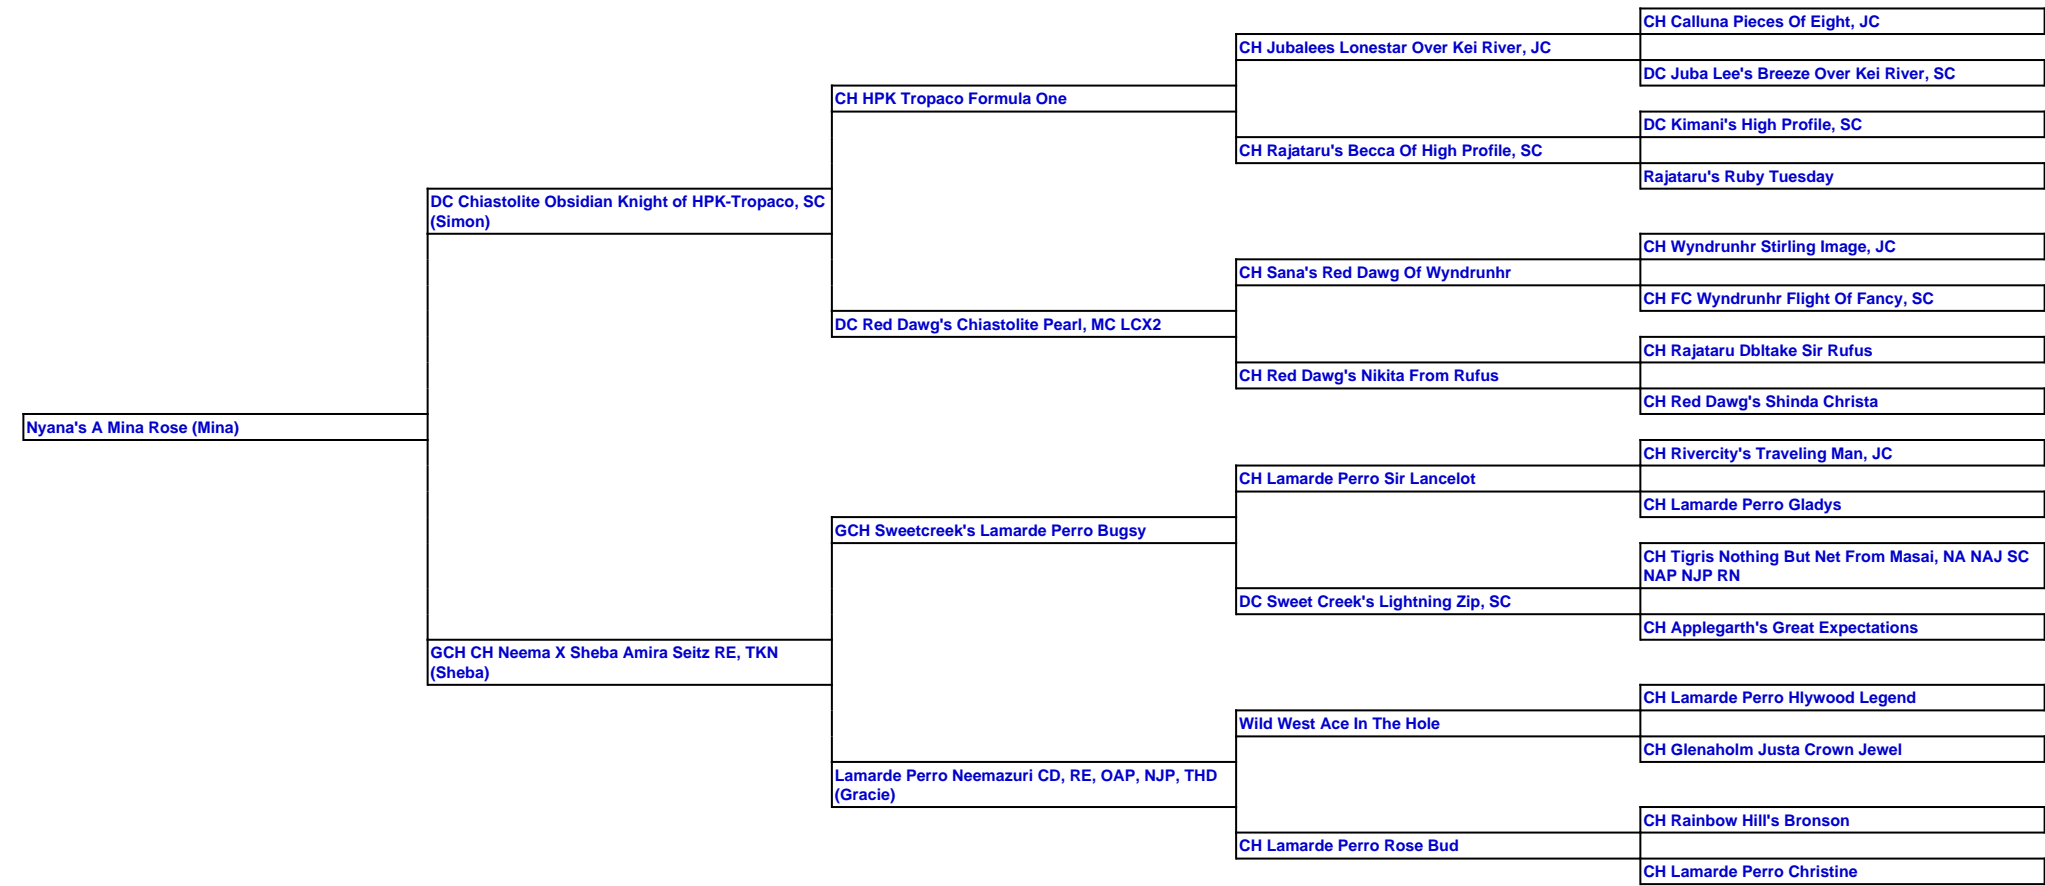 CH Calluna Pieces Of Eight, JC
CH Jubalees Lonestar Over Kei River, JC
DC Juba Lee's Breeze Over Kei River, SC
CH HPK Tropaco Formula One
DC Kimani's High Profile, SC
CH Rajataru's Becca Of High Profile, SC
Rajataru's Ruby Tuesday
DC Chiastolite Obsidian Knight of HPK-Tropaco, SC
(Simon)
CH Wyndrunhr Stirling Image, JC
CH Sana's Red Dawg Of Wyndrunhr
CH FC Wyndrunhr Flight Of Fancy, SC
DC Red Dawg's Chiastolite Pearl, MC LCX2
CH Rajataru Dbltake Sir Rufus
CH Red Dawg's Nikita From Rufus
CH Red Dawg's Shinda Christa
Nyana's A Mina Rose (Mina)
CH Rivercity's Traveling Man, JC
CH Lamarde Perro Sir Lancelot
CH Lamarde Perro Gladys
GCH Sweetcreek's Lamarde Perro Bugsy
CH Tigris Nothing But Net From Masai, NA NAJ SC
NAP NJP RN
DC Sweet Creek's Lightning Zip, SC
CH Applegarth's Great Expectations
GCH CH Neema X Sheba Amira Seitz RE, TKN
(Sheba)
CH Lamarde Perro Hlywood Legend
Wild West Ace In The Hole
CH Glenaholm Justa Crown Jewel
Lamarde Perro Neemazuri CD, RE, OAP, NJP, THD
(Gracie)
CH Rainbow Hill's Bronson
CH Lamarde Perro Rose Bud
CH Lamarde Perro Christine